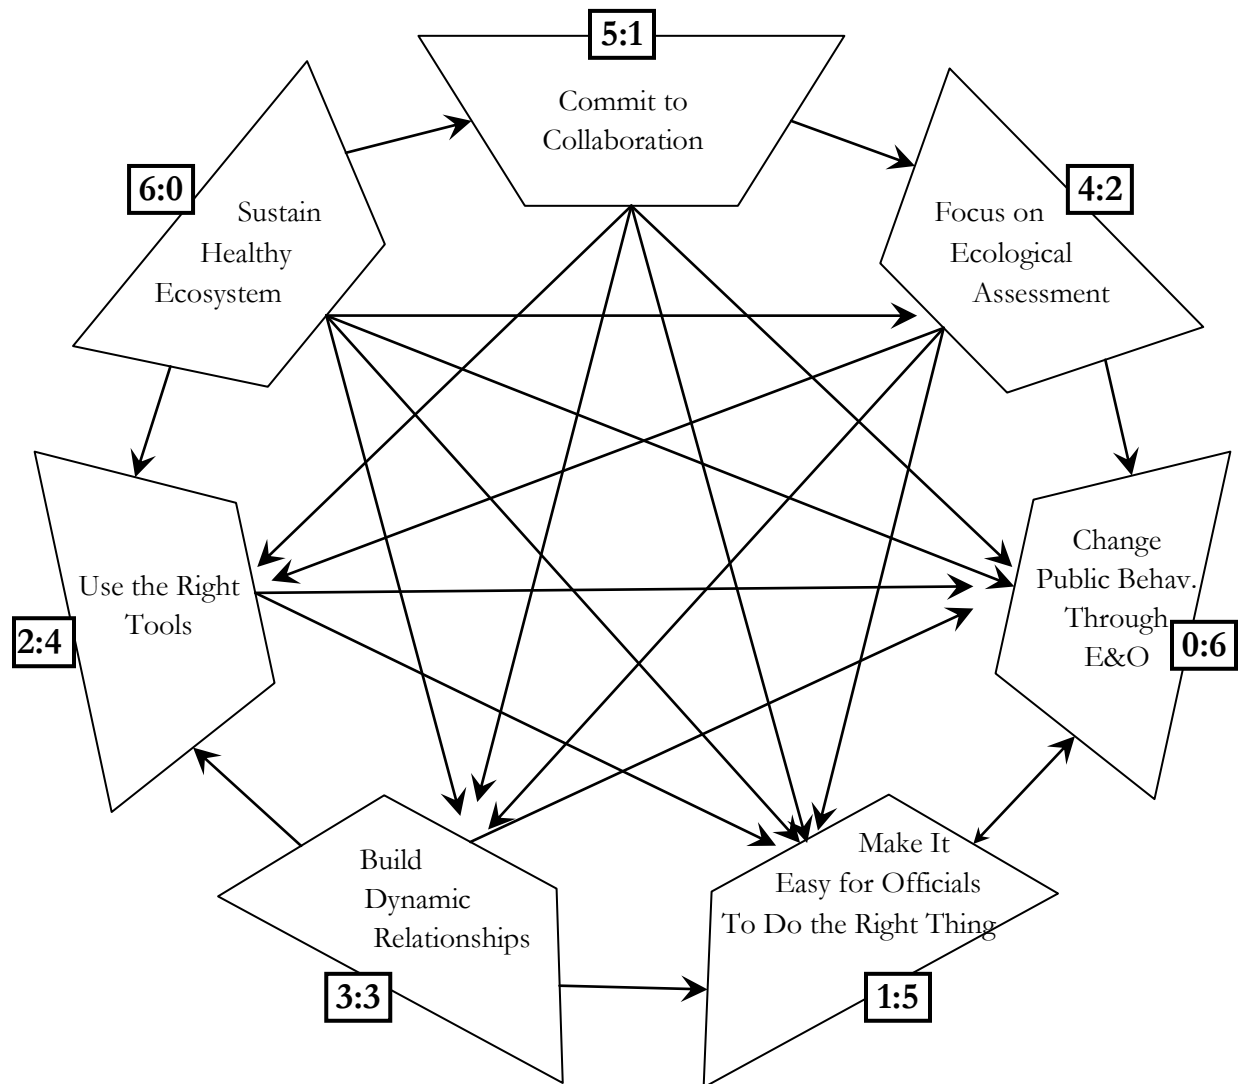 5:1
Commit to
Collaboration
6:0
Sustain
Healthy
Ecosystem
4:2
Focus on
Ecological
Assessment
Use the Right
Tools
2:4
Change
Public Behav.
Through
E&O
0:6
Build
Dynamic
Relationships
3:3
Make It
Easy for Officials
To Do the Right Thing
1:5